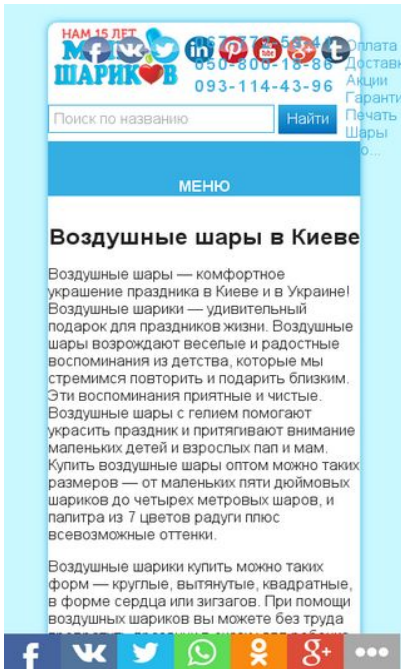 НАМ 15 ЛЕТ
ШАРИКОВ
050-800-18-86
093-114-43-96
Оплата
Достав
Акции
Гаранти
Печать
Шары
Поиск по названию
Найти
МЕНЮ
Воздушные шары в Киеве
Воздушные шары — комфортное
украшение праздника в Киеве и в Украине!
Воздушные шарики — удивительный
подарок для праздников жизни. Воздушные
шары возрождают веселые и радостные
воспоминания из детства, которые мы
стремимся повторить и подарить близким.
Эти воспоминания приятные и чистые.
Воздушные шары с гелием помогают
украсить праздник и притягивают внимание
маленьких детей и взрослых пап и мам.
Купить воздушные шары оптом можно таких
размеров — от маленьких пяти дюймовых
шариков до четырех метровых шаров, и
палитра из 7 цветов радуги плюс
всевозможные оттенки.
Воздушные шарики купить можно таких
форм — круглые, вытянутые, квадратные,
в форме сердца или зигзагов. При помощи
воздушных шариков вы можете без труда